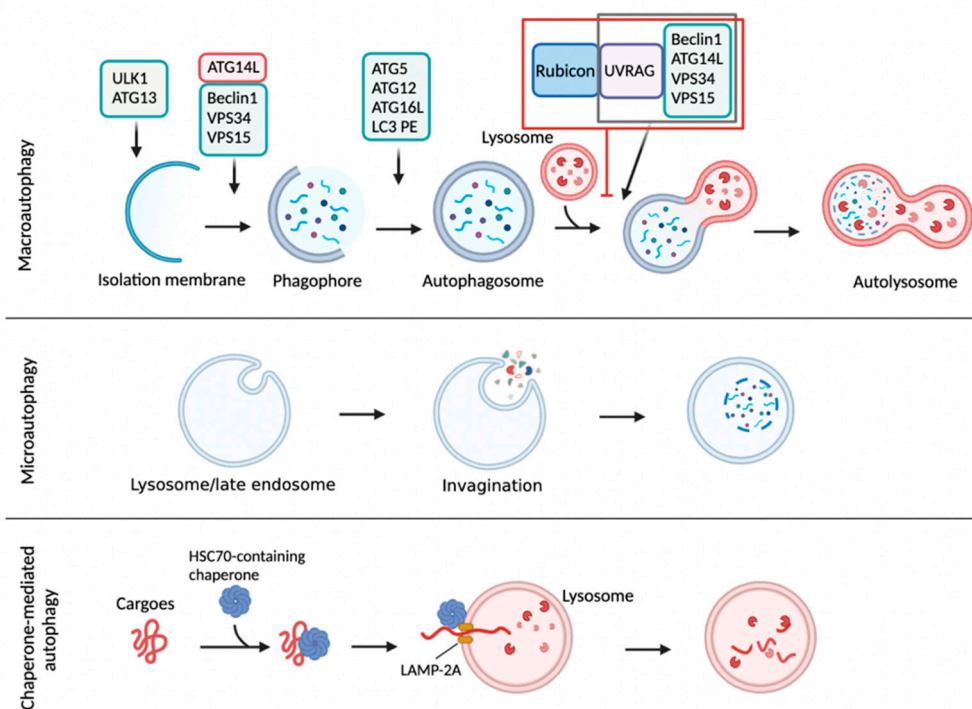 Macroautophagy
ULK1
ATG13
ATG14L
Beclin1
VPS34
VPS15
ATG5
ATG12
ATG16L
LC3 PE
Rubicon
UVRAG
Beclin1
ATG14L
VPS34
VPS15
Lysosome
Isolation membrane
Phagophore
Autophagosome
Autolysosome
Microautophagy
Lysosome/late endosome
Invagination
Chaperone-mediated
autophagy
HSC70-containing
chaperone
Cargoes
Lysosome
LAMP-2A